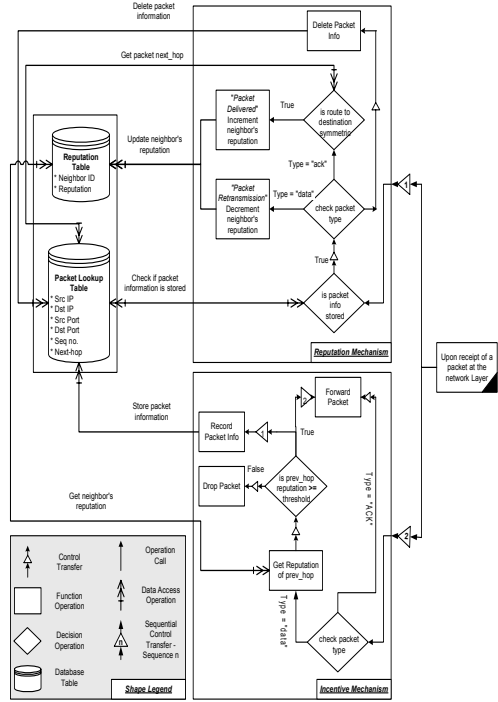 Delete packet
information
Delete Packet
Info
Get packet next_hop
"Packet
Delivered"
Increment
neighbor's
reputation
True
is route to
destination
symmetric
Reputation
Table
* Neighbor ID
* Reputation
Update neighbor's
reputation
Type = "ack"
"Packet
Retransmission"
Decrement
neighbor's
reputation
Type = "data"
check packet
type
1
True
Packet Lookup
Table
* Src IP
* Dst IP
* Src Port
* Dst Port
* Seq no.
* Next-hop
Check if packet
information is stored
is packet
info
stored
Reputation Mechanism
Upon receipt of a
packet at the
network Layer
Store packet
information
Record
Packet Info
1
2
Forward
Packet
True
Drop Packet
False
is prev_hop
reputation >=
threshold
Type = "ACK"
Get neighbor's
reputation
2
Get Reputation
of prev_hop
Type = "data"
check packet
type
Incentive Mechanism
Control
Transfer
Operation
Call
Function
Operation
Data Access
Operation
Decision
Operation
n
Sequential
Control
Transfer -
Sequence n
Database
Table
Shape Legend